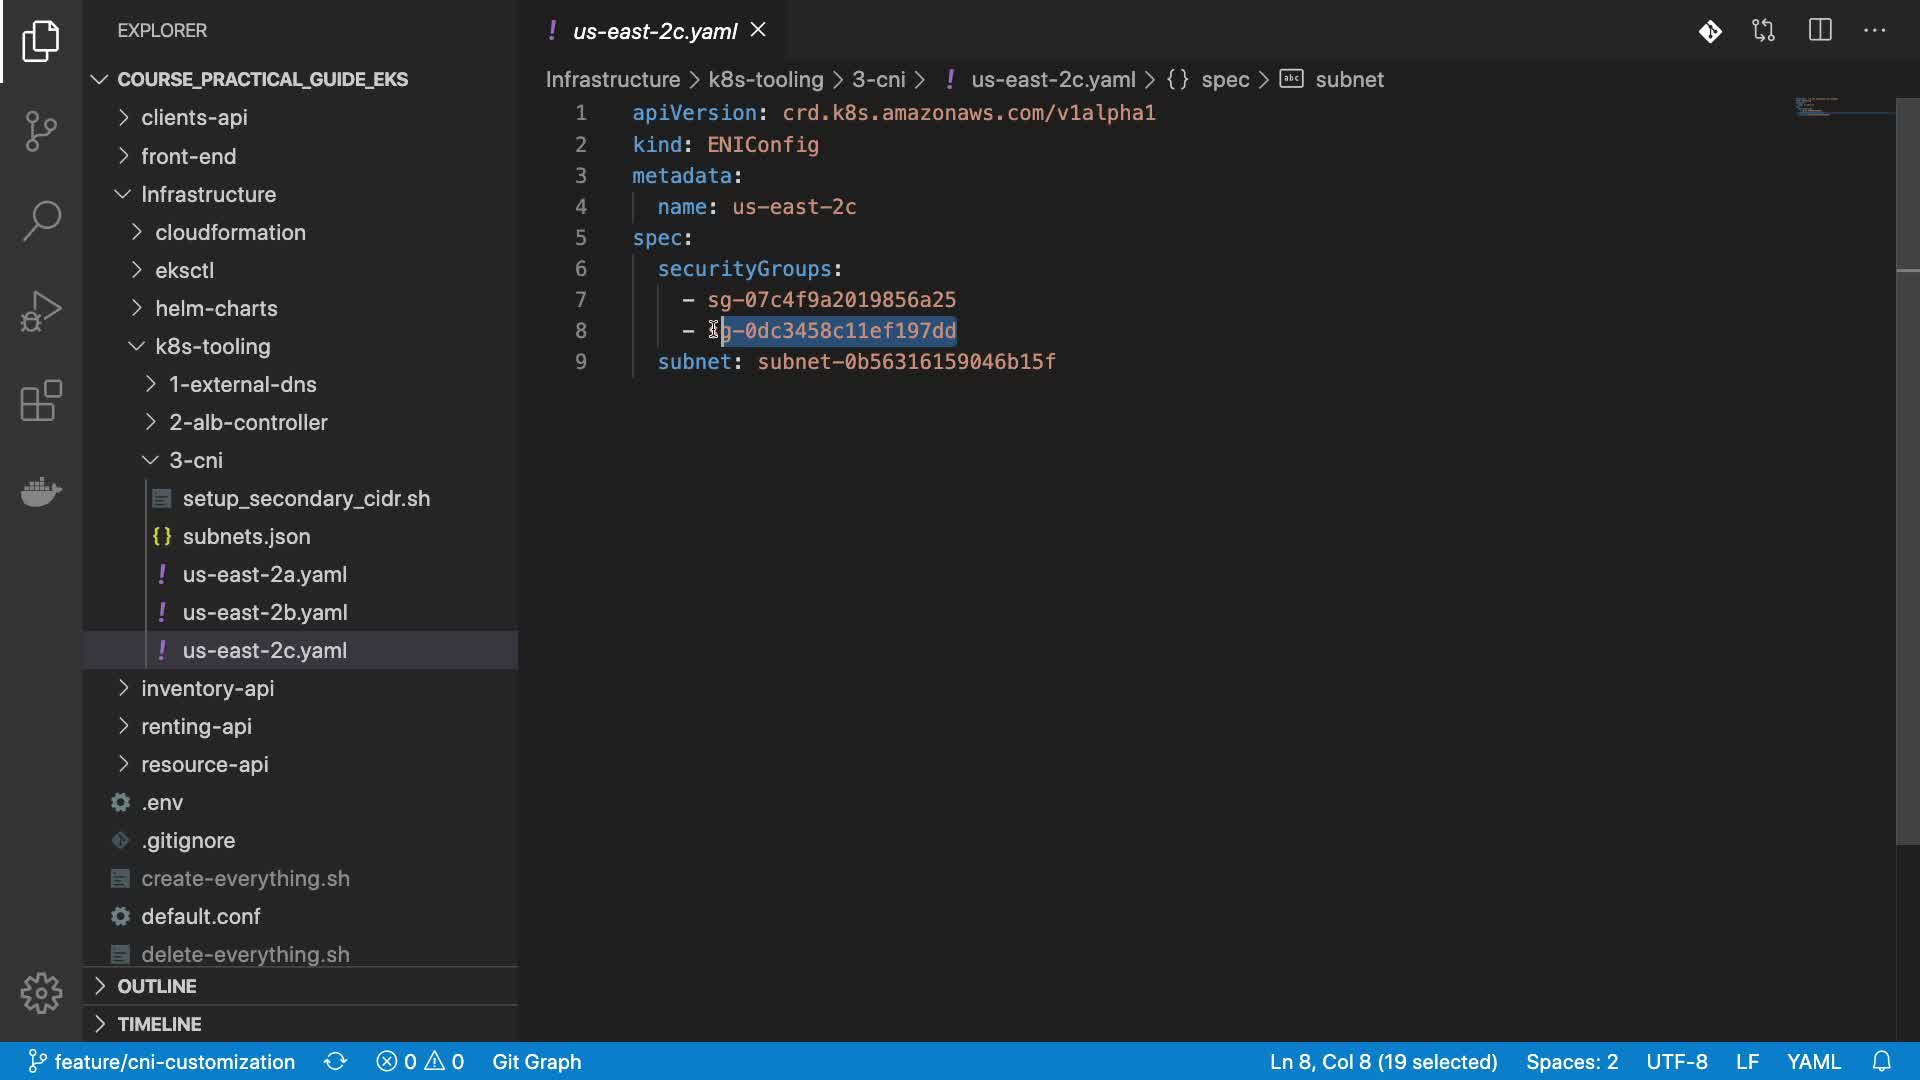 EXPLORER
COURSE_PRACTICAL_GUIDE_EKS
clients-api
front-end
Infrastructure
cloudformation
eksctl
helm-charts
k8s-tooling
1-external-dns
2-alb-controller
3-cni
setup_secondary_cidr.sh
{} subnets.json
! us-east-2a.yaml
! us-east-2b.yaml
! us-east-2c.yaml
inventory-api
renting-api
resource-api
.env
.gitignore
create-everything.sh
default.conf
delete-everything.sh
OUTLINE
TIMELINE
! us-east-2c.yaml
Infrastructure > k8s-tooling > 3-cni > ! us-east-2c.yaml > {} spec > abc subnet
1 apiVersion: crd.k8s.amazonaws.com/v1alpha1
2 kind: ENIConfig
3 metadata:
4 name: us-east-2c
5 spec:
6 securityGroups:
7 - sg-07c4f9a2019856a25
8 - sg-0dc3458c11ef197dd
9 subnet: subnet-0b56316159046b15f
feature/cni-customization 0 0 Git Graph Ln 8, Col 8 (19 selected) Spaces: 2 UTF-8 LF YAML